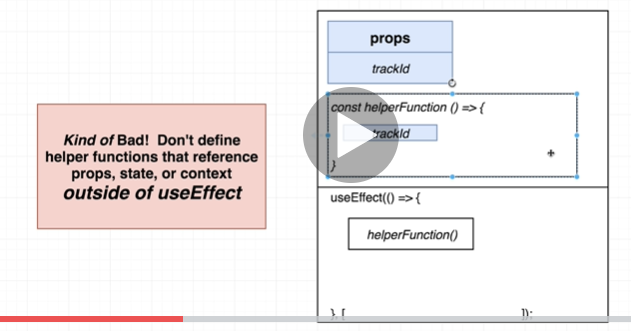 Kind of Bad! Don't define
helper functions that reference
props, state, or context
outside of useEffect
props
trackId
const helperFunction () => {
trackId
}
useEffect(() => {
helperFunction()
}, [ ]);